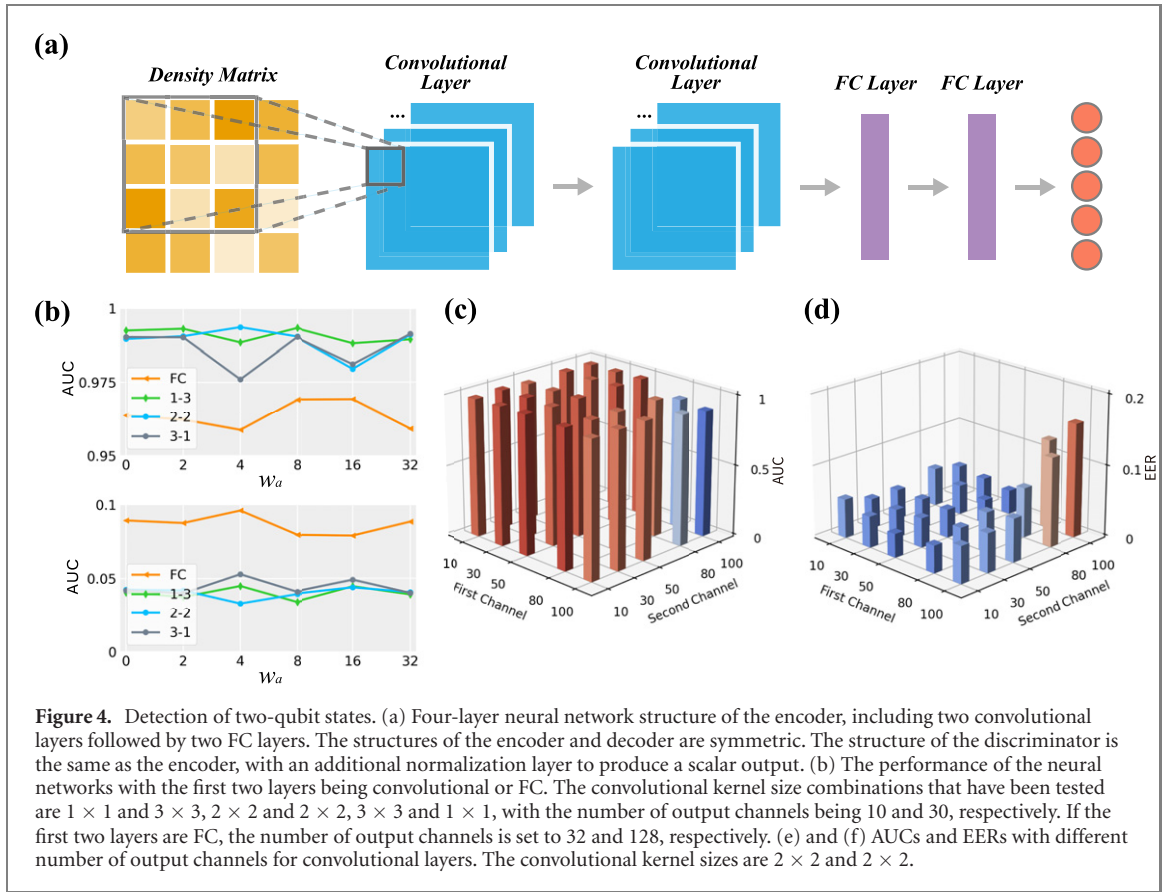 (a)
Density Matrix
Convolutional
Layer
Convolutional
Layer
FC Layer
FC Layer
...
...
(b)
1
0.975
0.95
AUC
FC
1-3
2-2
3-1
0 2 4 8 16 32
Wa
0.1
0.05
0
AUC
FC
1-3
2-2
3-1
0 2 4 8 16 32
Wa
(c)
1
0.5
0
AUC
10 30 50 80 100
First Channel
10 30 50 80 100
Second Channel
(d)
0.2
0.1
0
EER
10 30 50 80 100
First Channel
10 30 50 80 100
Second Channel
Figure 4. Detection of two-qubit states. (a) Four-layer neural network structure of the encoder, including two convolutional
layers followed by two FC layers. The structures of the encoder and decoder are symmetric. The structure of the discriminator is
the same as the encoder, with an additional normalization layer to produce a scalar output. (b) The performance of the neural
networks with the first two layers being convolutional or FC. The convolutional kernel size combinations that have been tested
are 1 × 1 and 3 × 3, 2 × 2 and 2 × 2, 3 × 3 and 1 × 1, with the number of output channels being 10 and 30, respectively. If the
first two layers are FC, the number of output channels is set to 32 and 128, respectively. (e) and (f) AUCs and EERs with different
number of output channels for convolutional layers. The convolutional kernel sizes are 2 × 2 and 2 × 2.